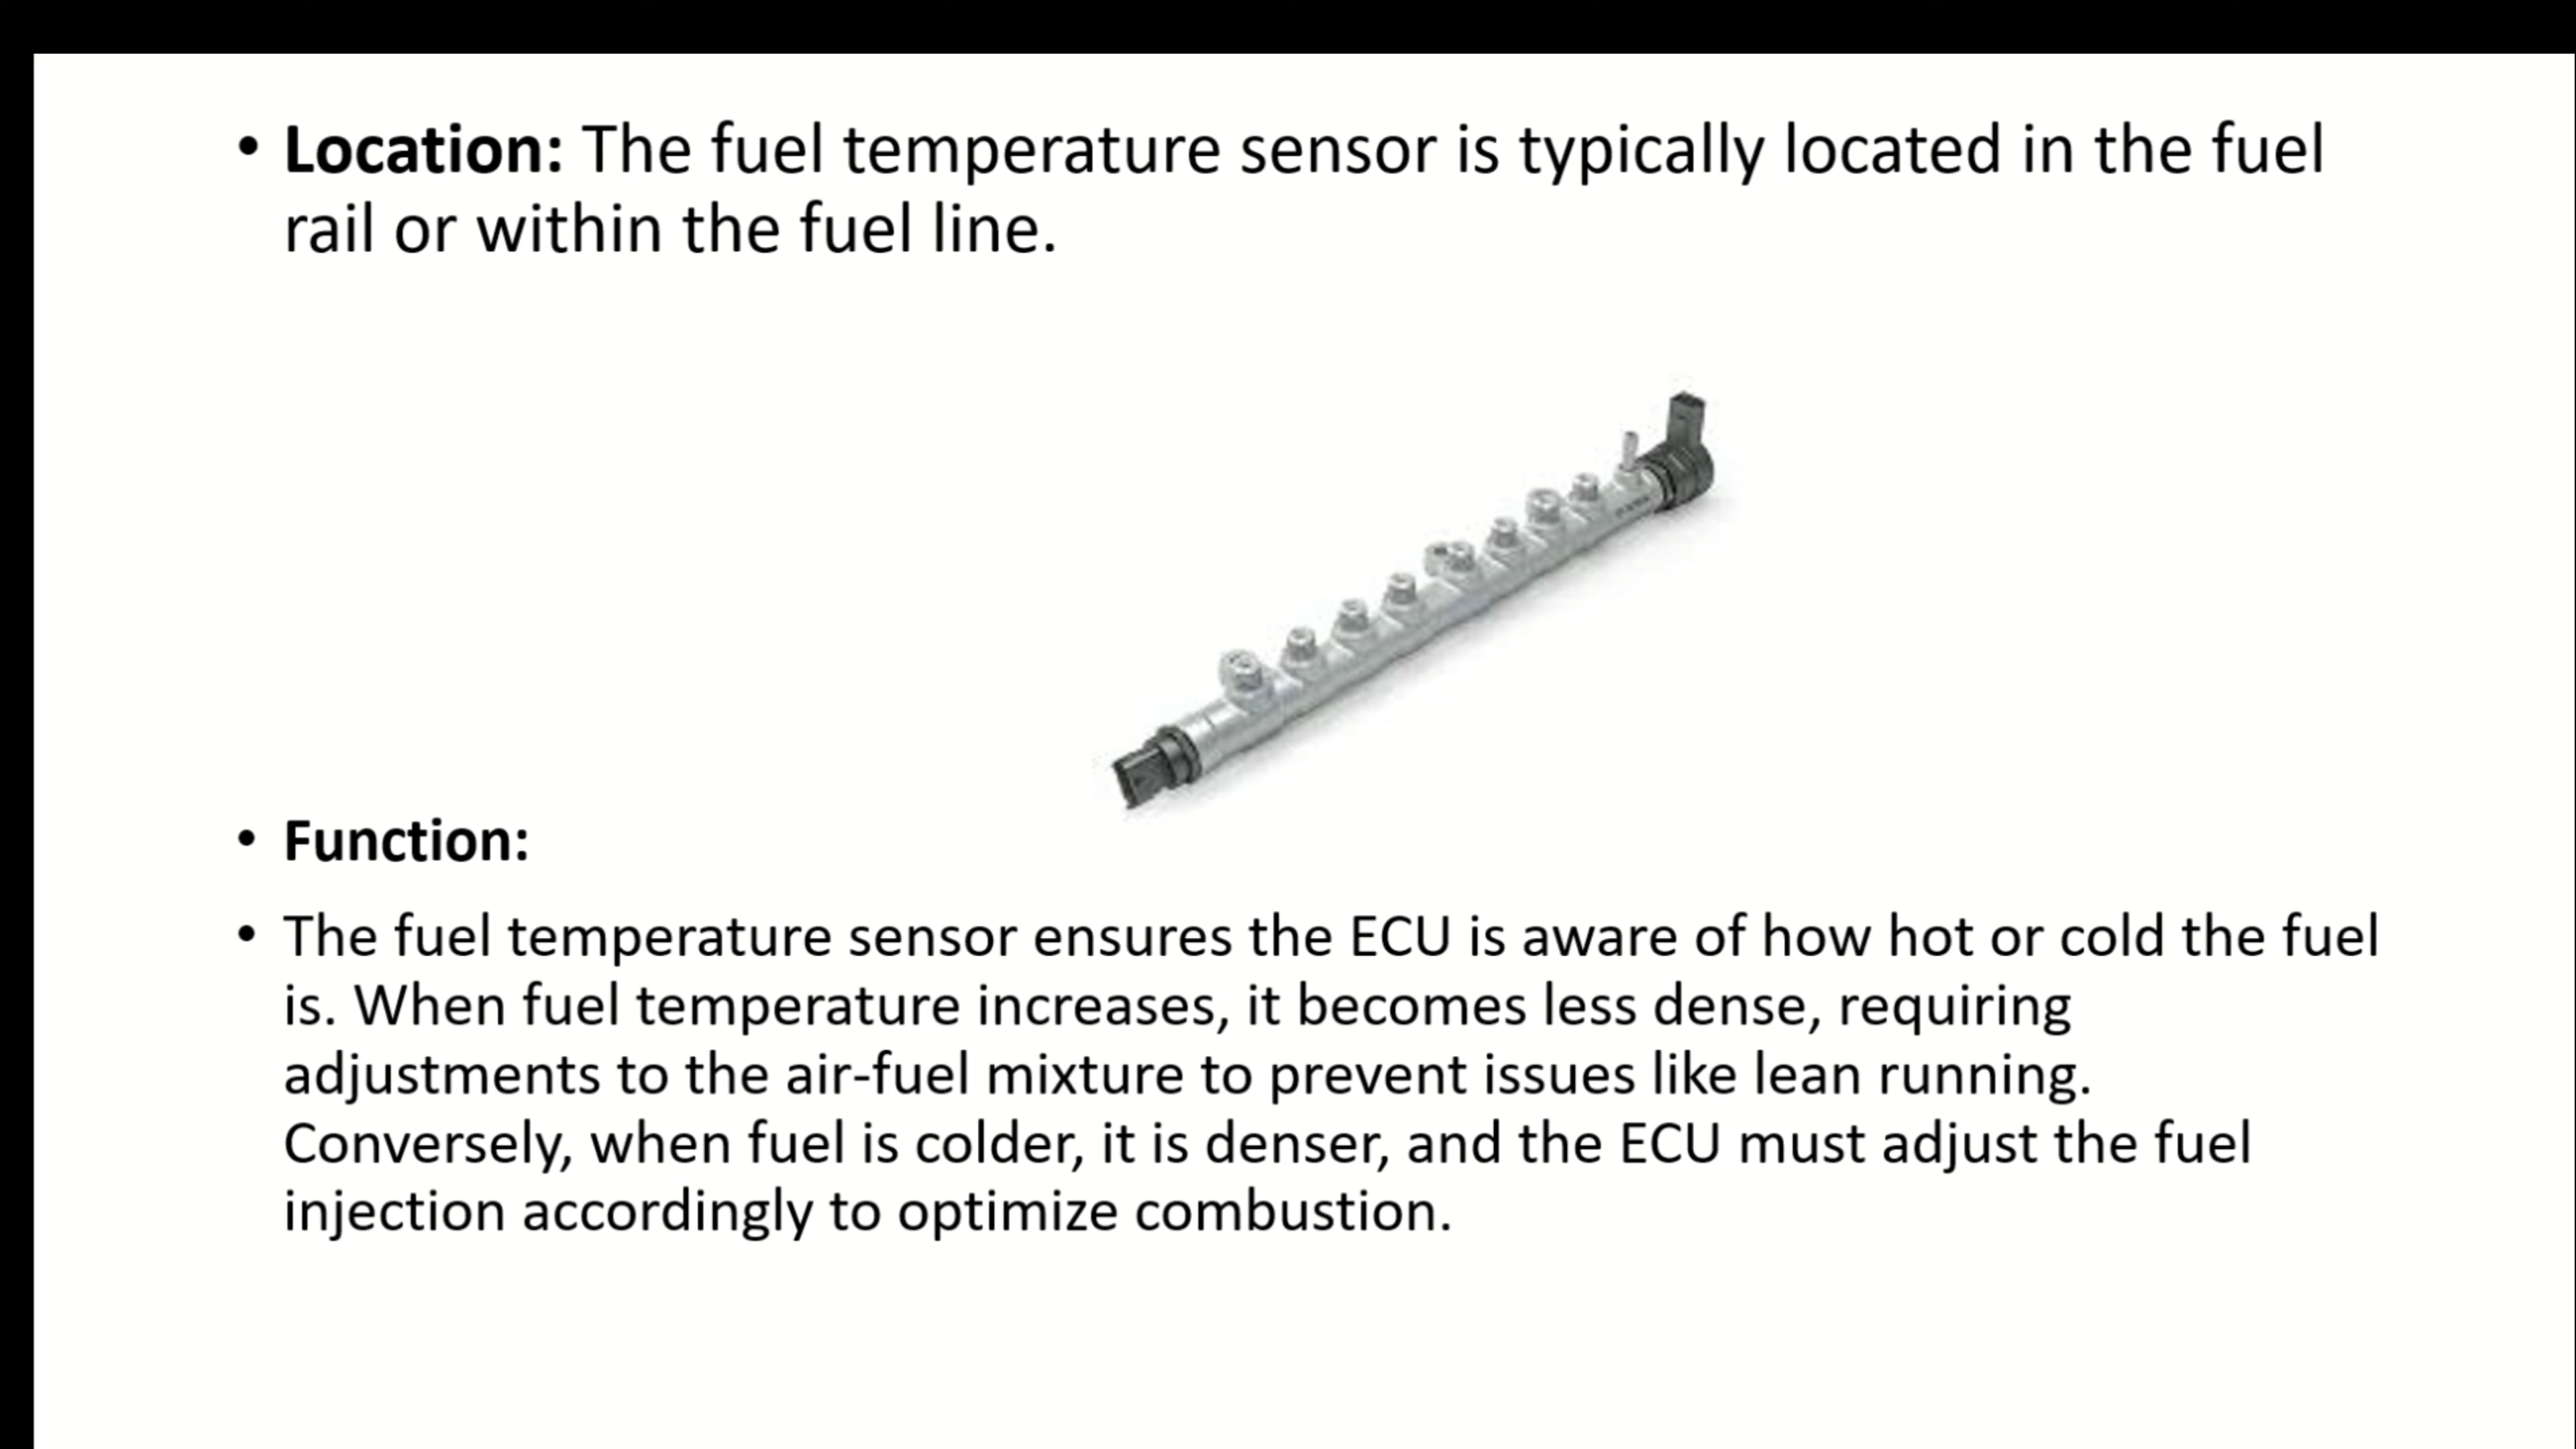 • Location: The fuel temperature sensor is typically located in the fuel
rail or within the fuel line.
• Function:
• The fuel temperature sensor ensures the ECU is aware of how hot or cold the fuel
is. When fuel temperature increases, it becomes less dense, requiring
adjustments to the air-fuel mixture to prevent issues like lean running.
Conversely, when fuel is colder, it is denser, and the ECU must adjust the fuel
injection accordingly to optimize combustion.